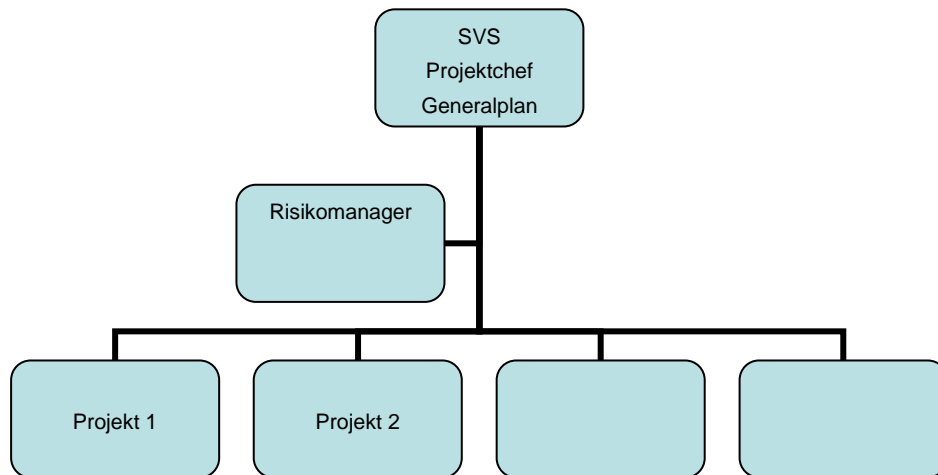 SVS
Projektchef
Generalplan
Risikomanager
Projekt 1
Projekt 2